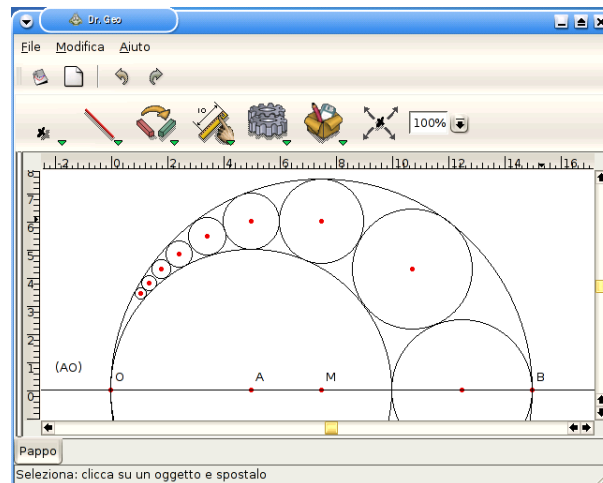 Dr. Geo
File Modifica Aiuto
10
100%
-2 0 2 4 6 8 10 12 14 16
8
7
6
5
4
3
2
1
0
(AO)
O A M B
Pappo
Seleziona: clicca su un oggetto e spostalo